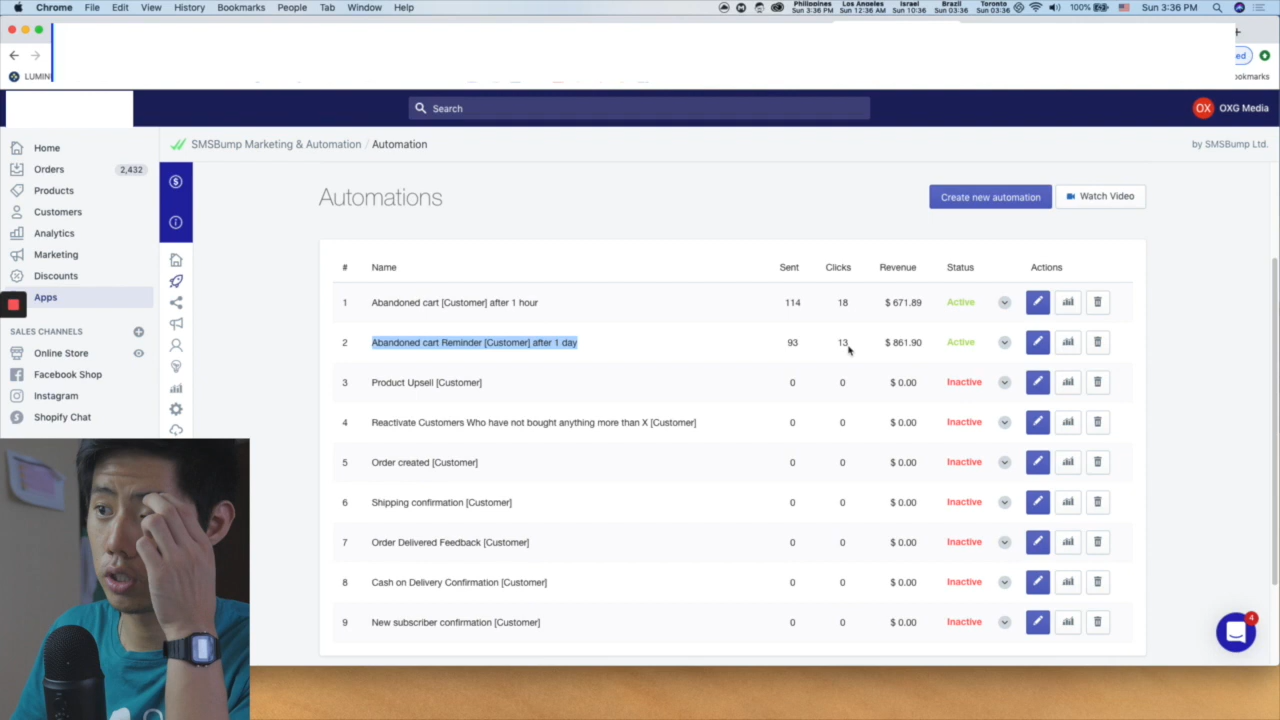 Chrome File Edit View History Bookmarks People Tab Window Help
Philippines Sun 3:36 PM Los Angeles Sun 12:36 AM Israel Sun 10:36 Brazil Sun 03:36 Toronto Sun 03:36 100% Sun 3:36 PM
ed
LUMIN
ookmarks
Search
OX OXG Media
SMSBump Marketing & Automation / Automation
by SMSBump Ltd.
Home
Orders 2,432
Products
Customers
Analytics
Marketing
Discounts
Apps
SALES CHANNELS
Online Store
Facebook Shop
Instagram
Shopify Chat
Automations
Create new automation
Watch Video
# Name Sent Clicks Revenue Status Actions
1 Abandoned cart [Customer] after 1 hour 114 18 $ 671.89 Active
2 Abandoned cart Reminder [Customer] after 1 day 93 13 $ 861.90 Active
3 Product Upsell [Customer] 0 0 $ 0.00 Inactive
4 Reactivate Customers Who have not bought anything more than X [Customer] 0 0 $ 0.00 Inactive
5 Order created [Customer] 0 0 $ 0.00 Inactive
6 Shipping confirmation [Customer] 0 0 $ 0.00 Inactive
7 Order Delivered Feedback [Customer] 0 0 $ 0.00 Inactive
8 Cash on Delivery Confirmation [Customer] 0 0 $ 0.00 Inactive
9 New subscriber confirmation [Customer] 0 0 $ 0.00 Inactive
4